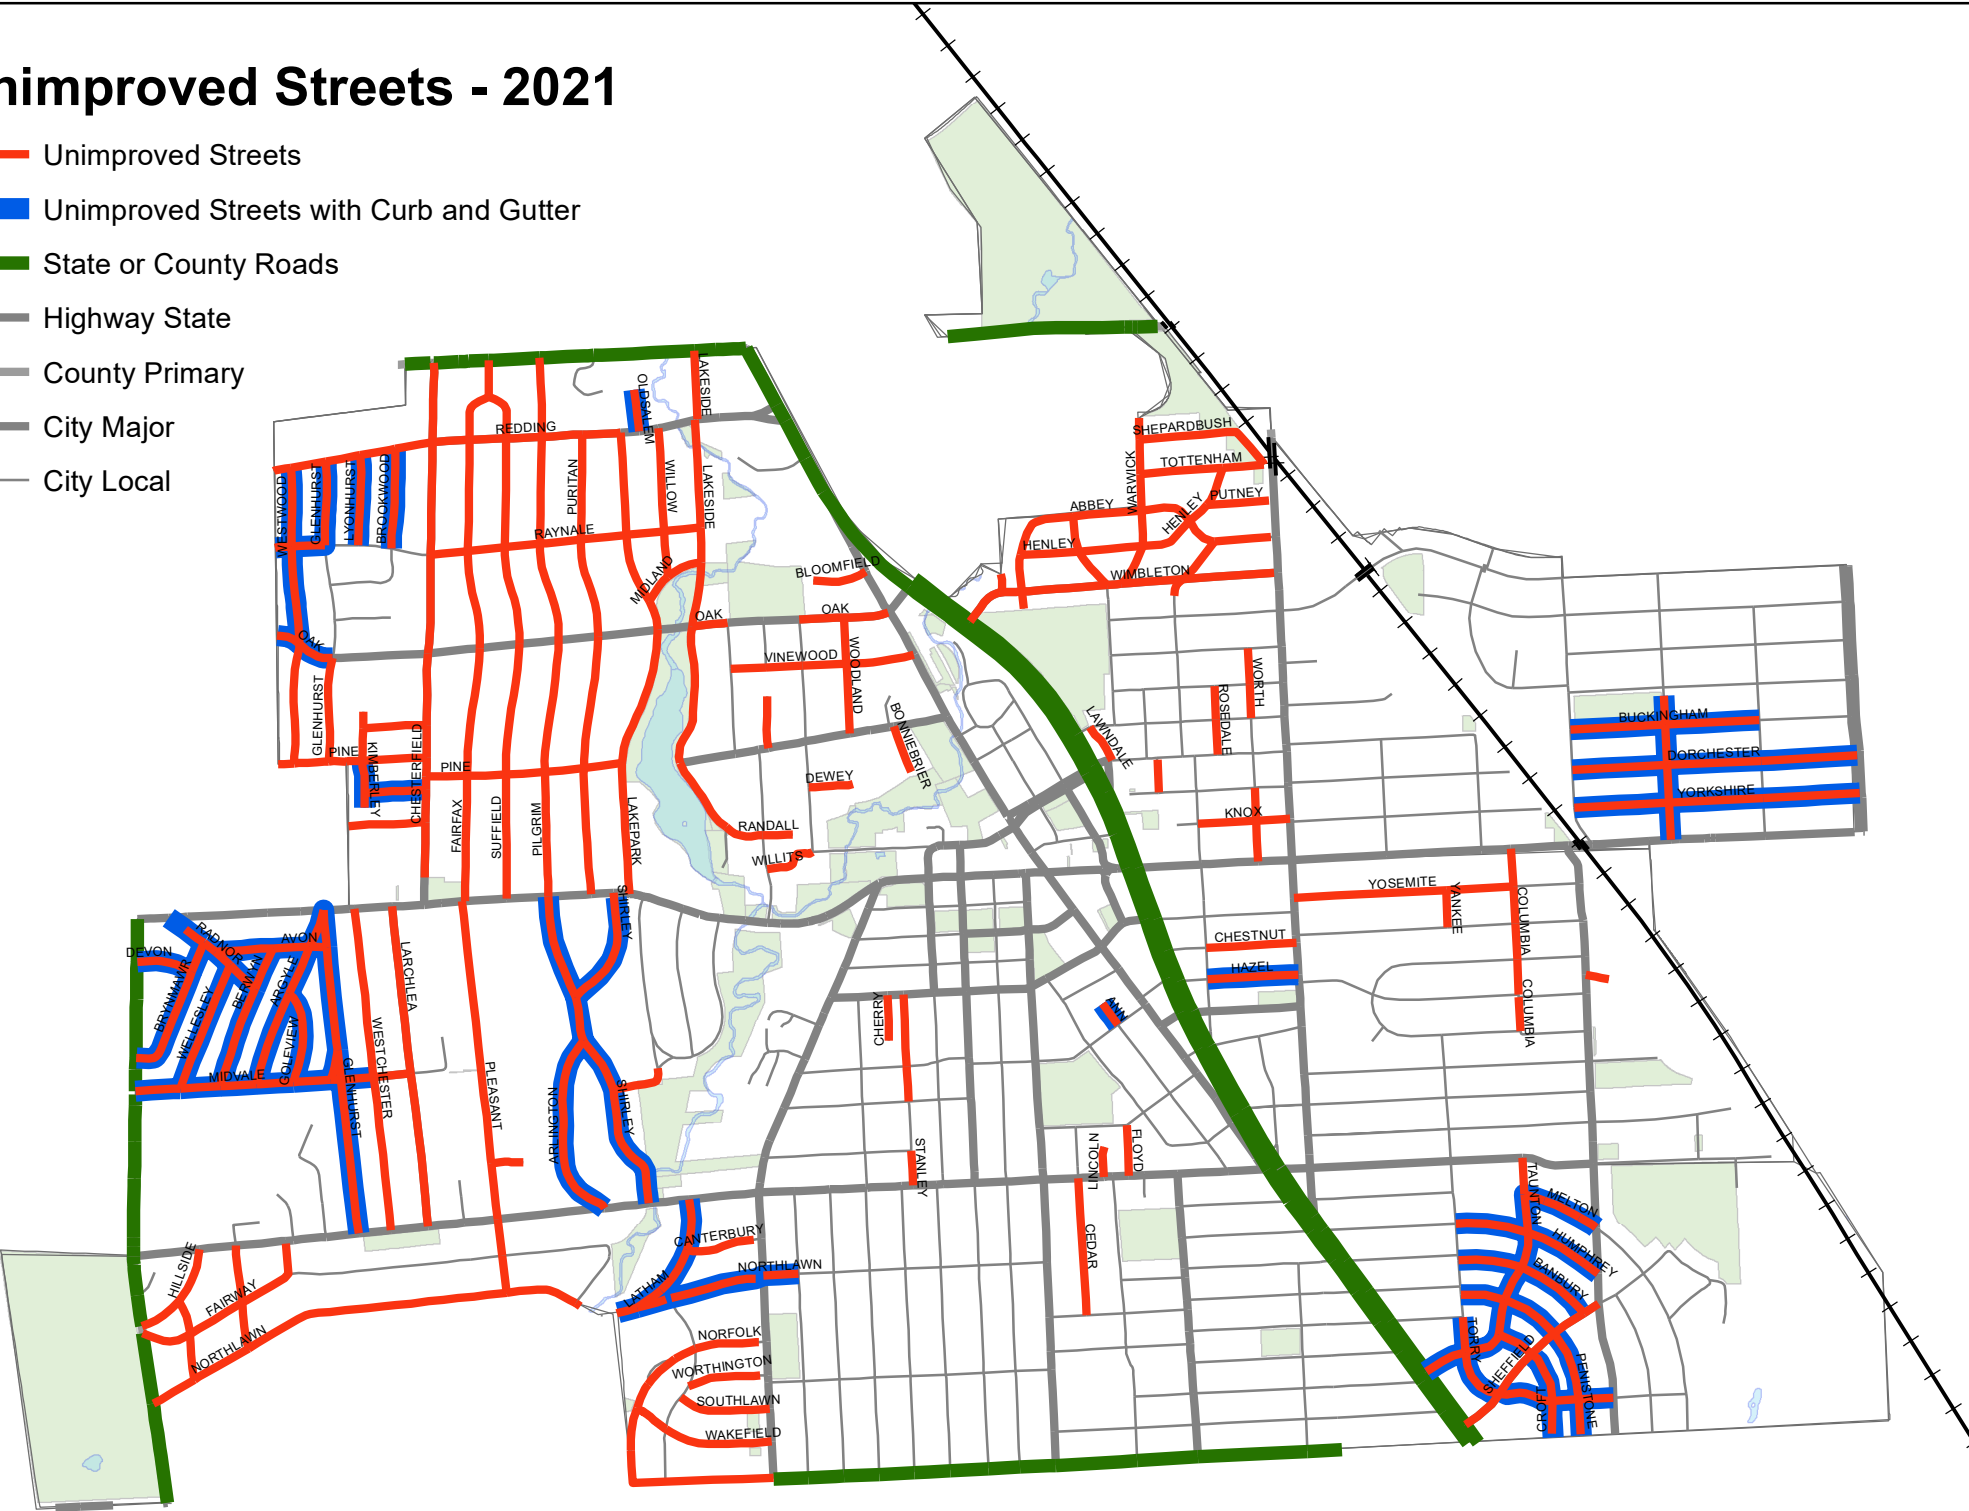 nimproved Streets - 2021
Unimproved Streets
Unimproved Streets with Curb and Gutter
State or County Roads
Highway State
County Primary
City Major
City Local
LAKESIDE
OLDSALEM
REDDING
SHEPARDBUSH
TOTTENHAM
WARWICK
PUTNEY
ABBEY
HENLEY
HENLEY
WIMBLETON
WESTWOOD
GLENHURST
LYONHURST
BROOKWOOD
PURITAN
WILLOW
LAKESIDE
RAYNALE
MIDLAND
BLOOMFIELD
OAK
OAK
OAK
VINEWOOD
WOODLAND
WORTH
ROSEDALE
LAWNDALE
BONNIEBRIER
BUCKINGHAM
DORCHESTER
YORKSHIRE
GLENHURST
PINE
KIMBERLEY
CHESTERFIELD
PINE
FAIRFAX
SUFFIELD
PILGRIM
LAKEPARK
DEWEY
RANDALL
WILLITS
KNOX
YOSEMITE
YANKEE
COLUMBIA
COLUMBIA
CHESTNUT
HAZEL
ANN
SHIRLEY
DEVON
RADNOR
AVON
BRYNMAWR
WELLESLEY
BERWYN
ARGYLE
GOLFVIEW
MIDVALE
GLENHURST
WESTCHESTER
LARCHLEA
PLEASANT
ARLINGTON
SHIRLEY
CHERRY
STANLEY
LINCOLN
FLOYD
CEDAR
TAUNTON
MELTON
HUMPHREY
BANBURY
TORRY
SHEFFIELD
CROFT
PENISTONE
HILLSIDE
FAIRWAY
NORTHLAWN
CANTERBURY
LATHAM
NORTHLAWN
NORFOLK
WORTHINGTON
SOUTHLAWN
WAKEFIELD